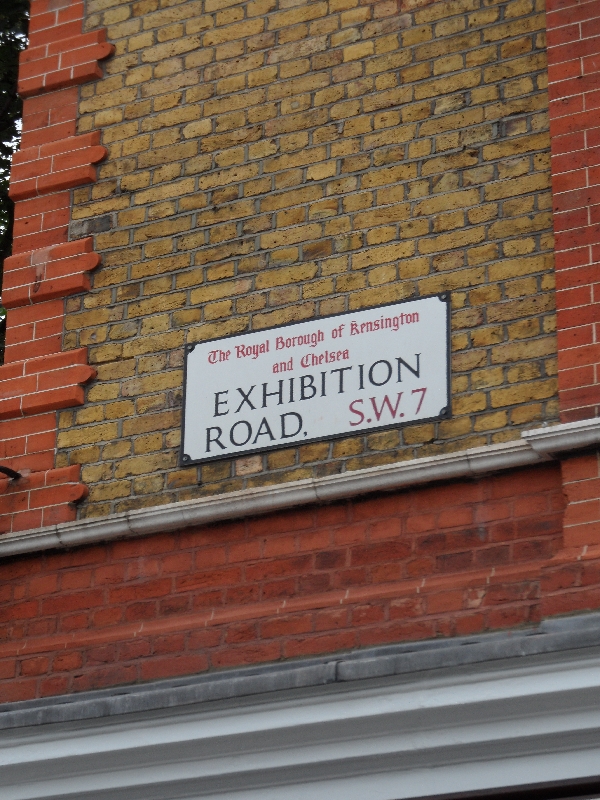 The Royal Borough of Kensington
and Chelsea
EXHIBITION
ROAD, S.W.7